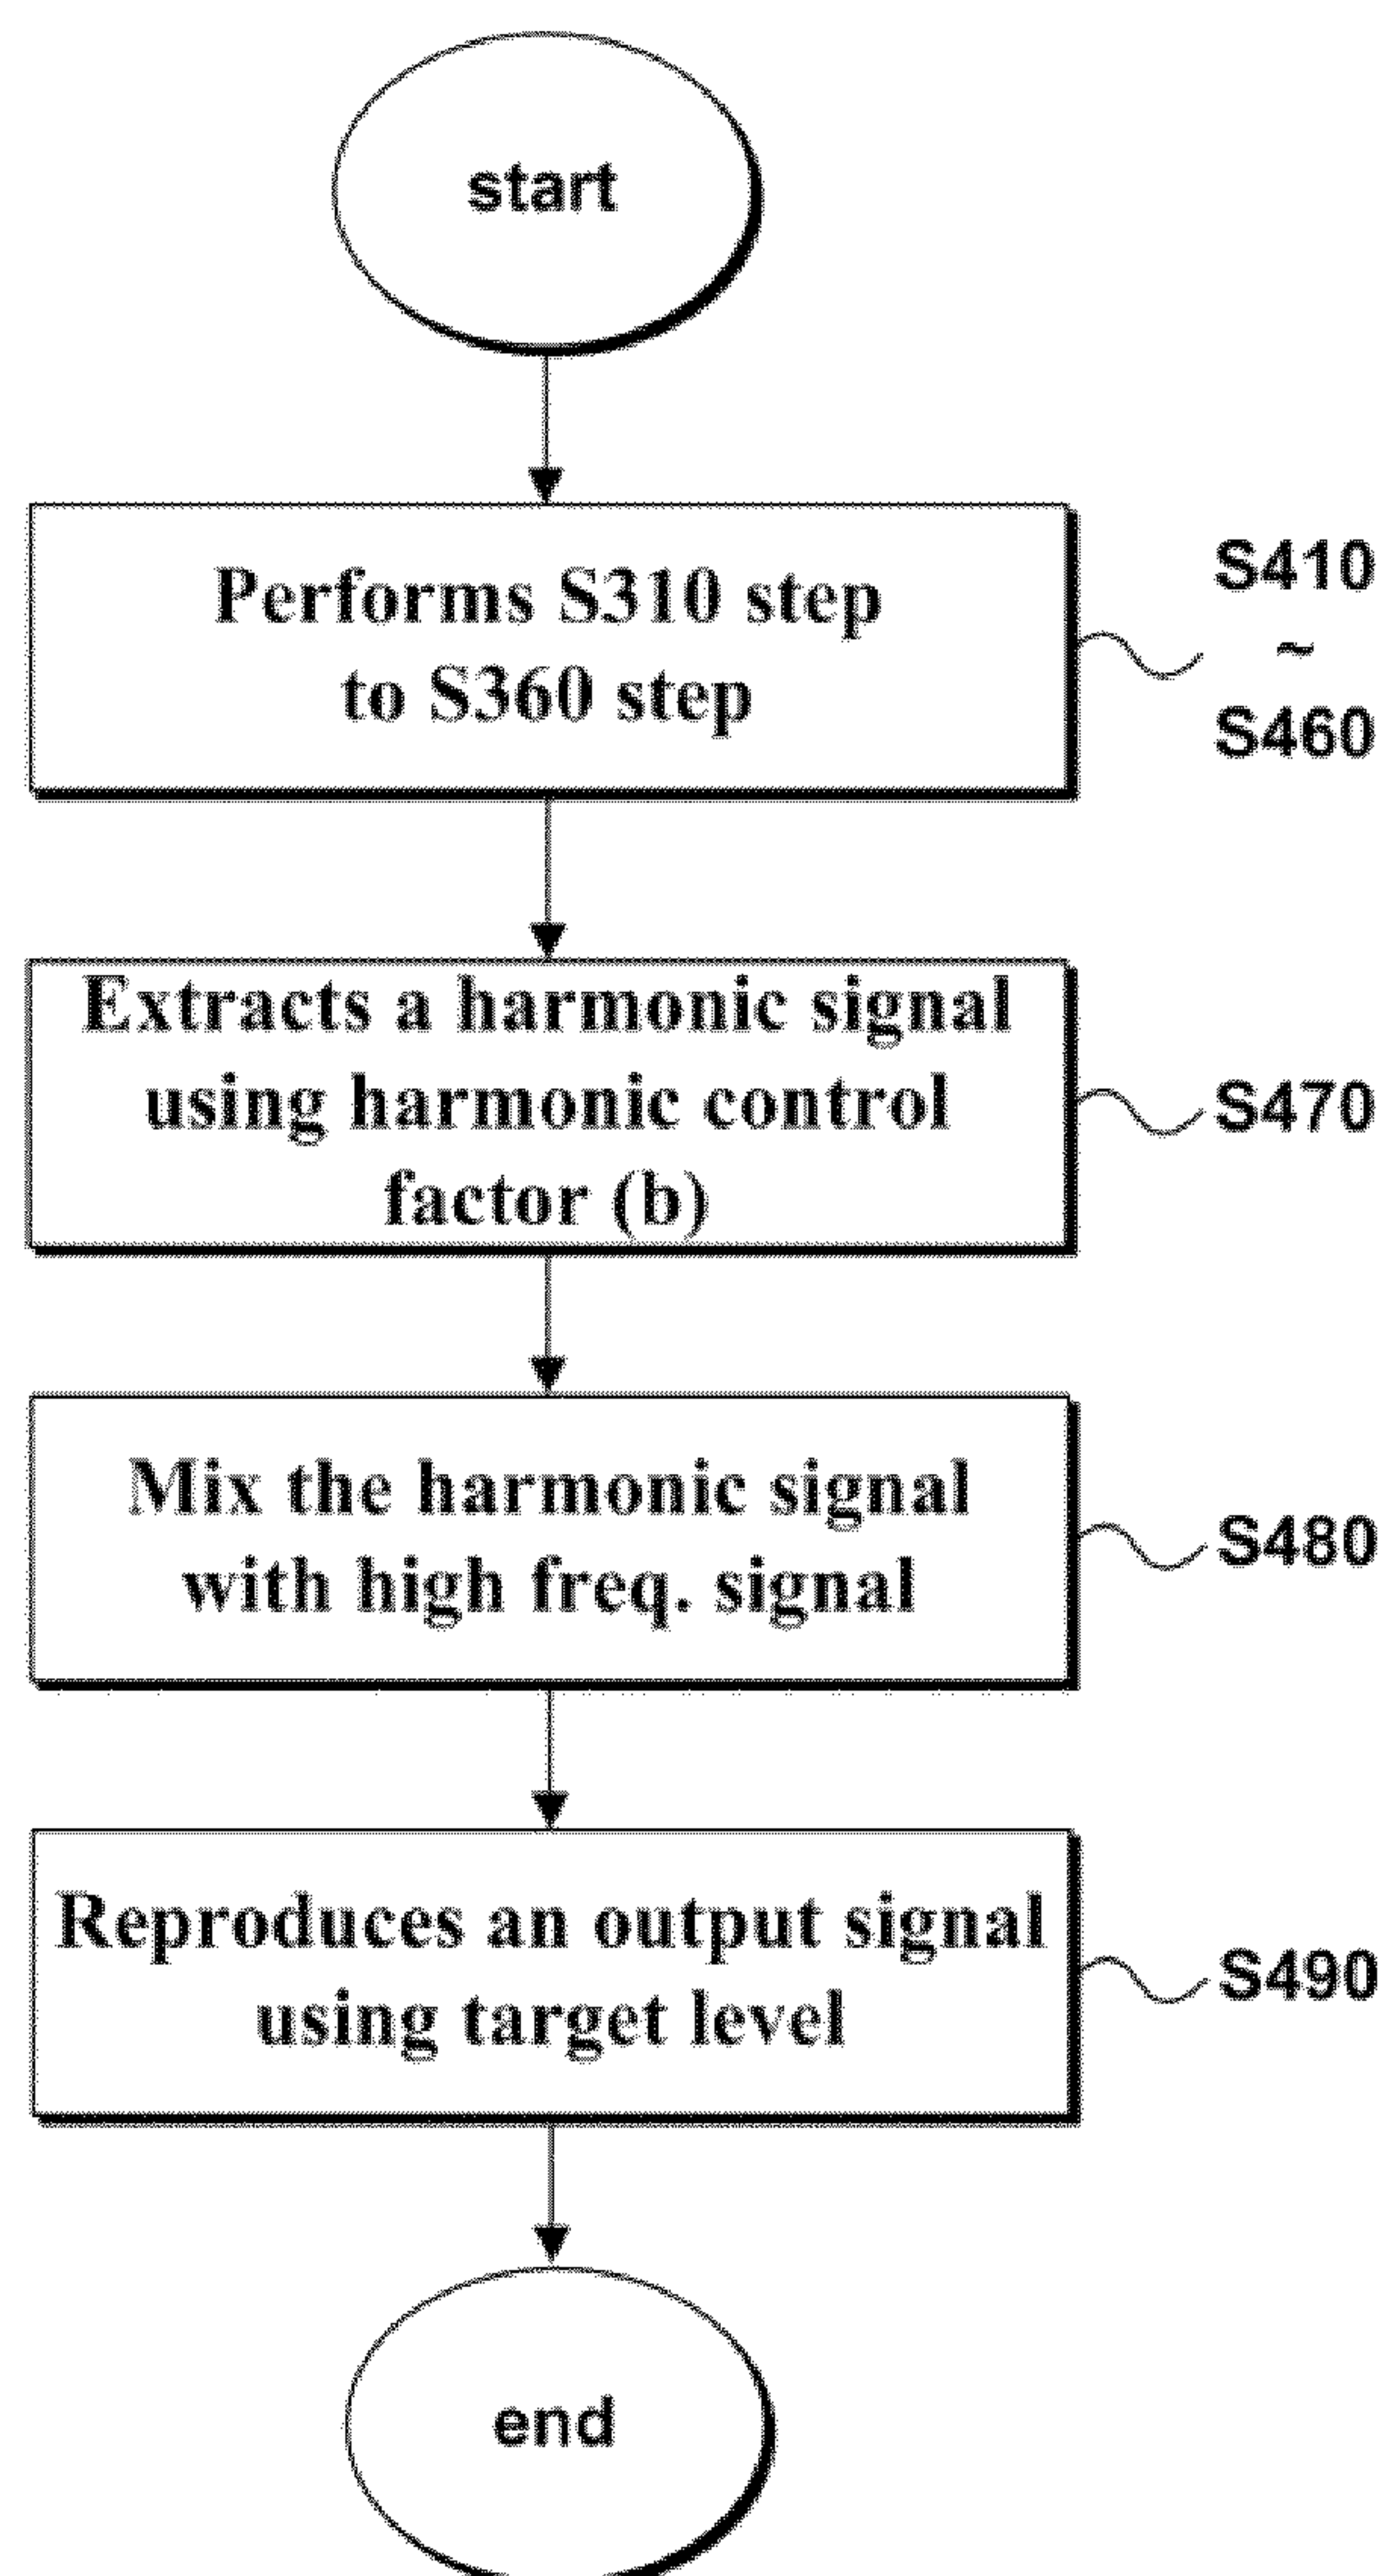 start
Performs S310 step
to S360 step
S410
~
S460
Extracts a harmonic signal
using harmonic control
factor (b)
S470
Mix the harmonic signal
with high freq. signal
S480
Reproduces an output signal
using target level
S490
end